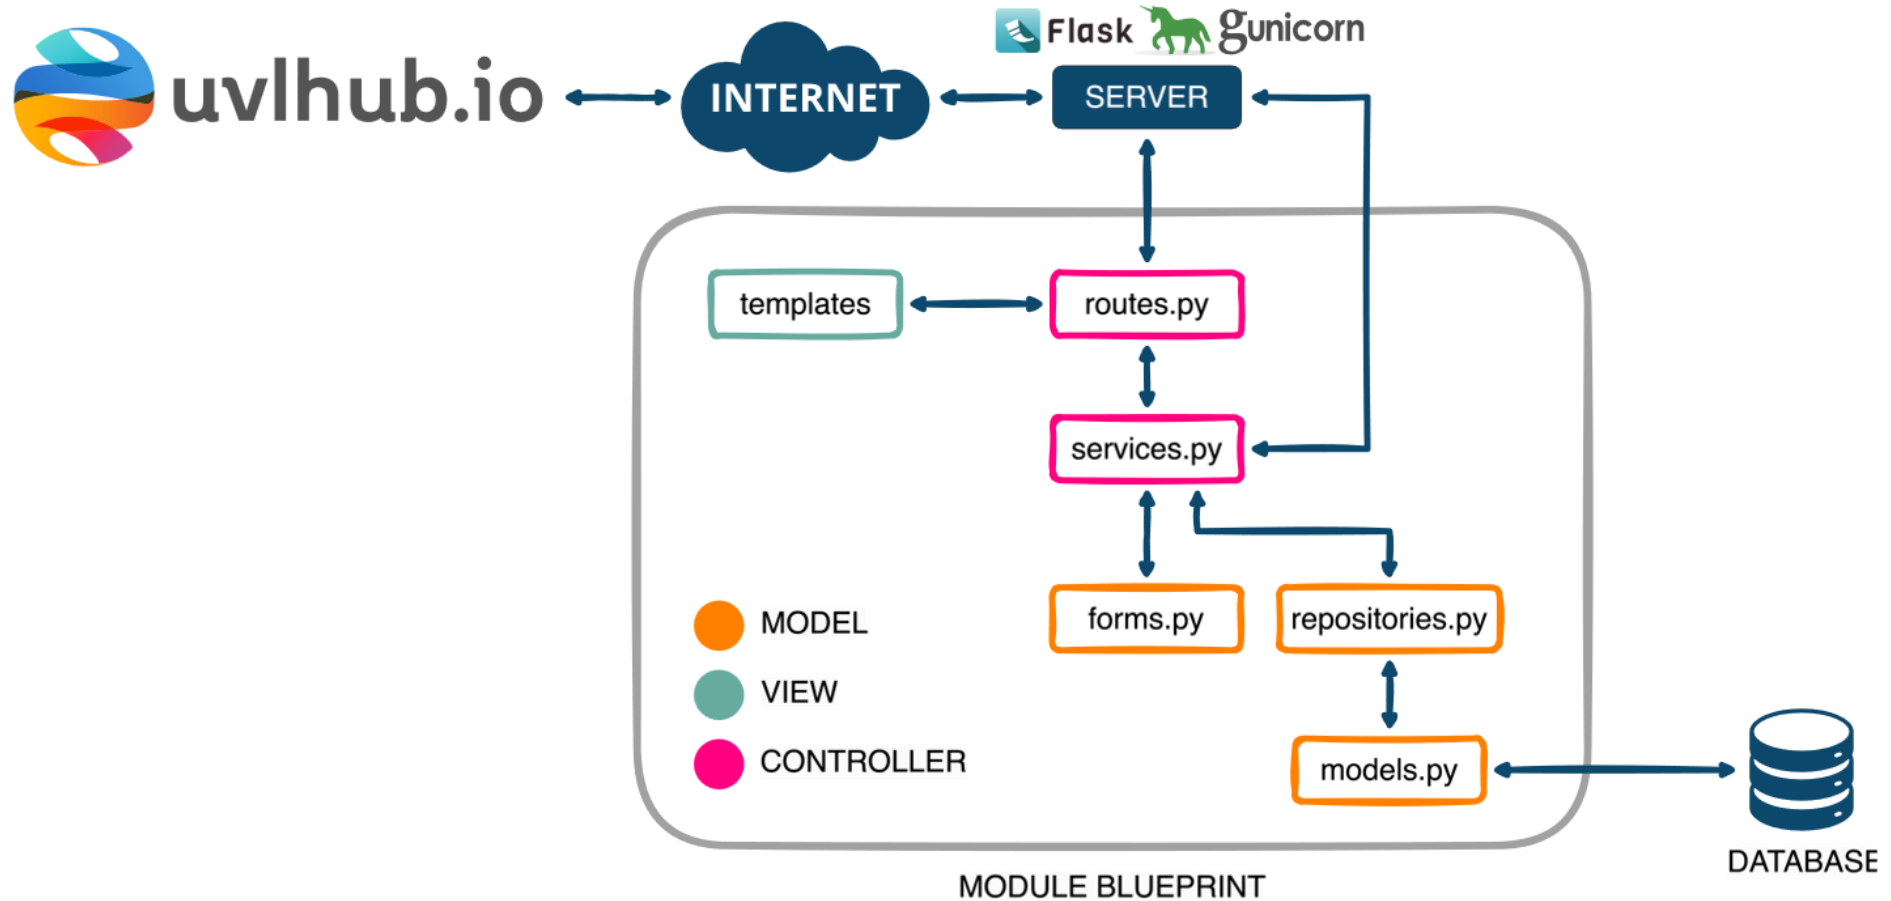 Flask gunicorn
uvlhub.io
INTERNET
SERVER
templates
routes.py
services.py
forms.py
repositories.py
models.py
MODEL
VIEW
CONTROLLER
DATABASE
MODULE BLUEPRINT